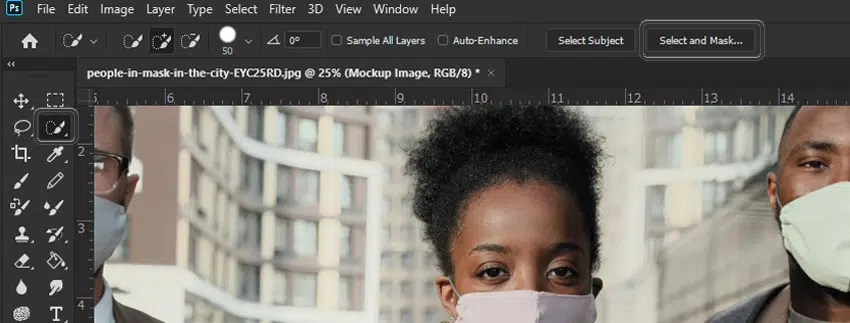 Ps File Edit Image Layer Type Select Filter 3D View Window Help
50 0° Sample All Layers Auto-Enhance Select Subject Select and Mask...
people-in-mask-in-the-city-EYC25RD.jpg @ 25% (Mockup Image, RGB/8) * ×
5 6 7 8 9 10 11 12 13 14
2
3
4
T